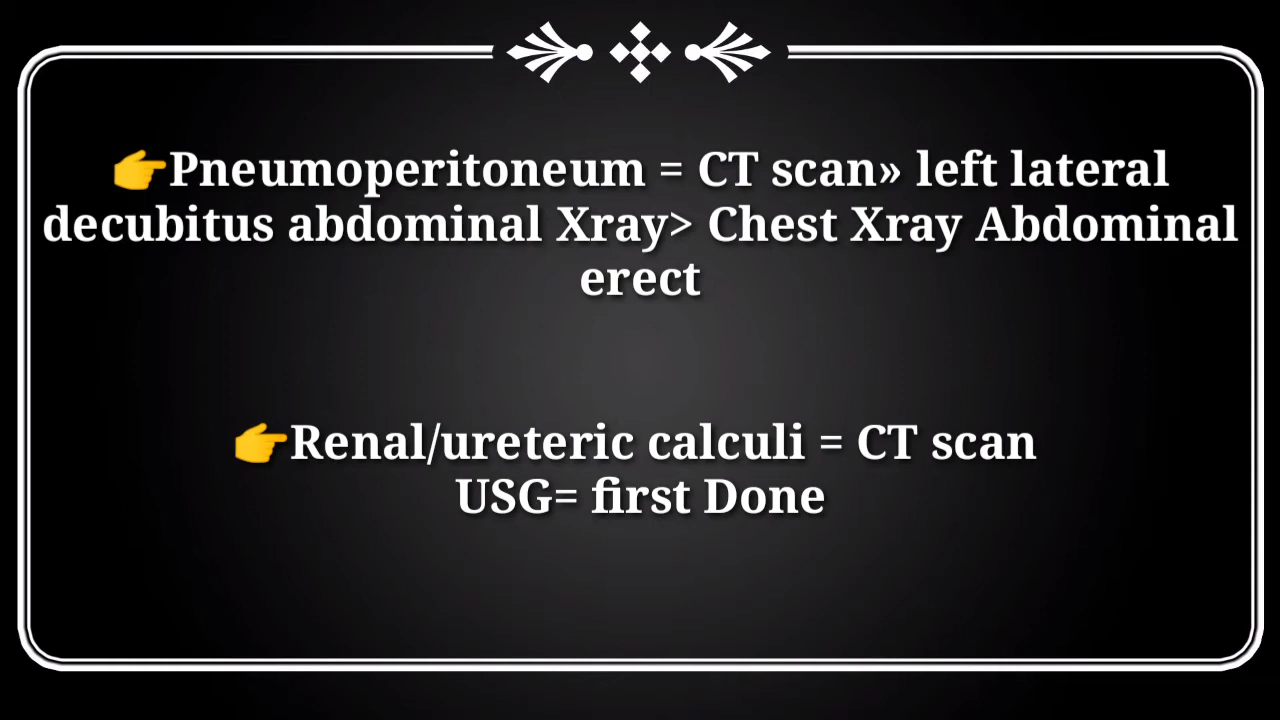 👉Pneumoperitoneum = CT scan» left lateral
decubitus abdominal Xray> Chest Xray Abdominal
erect
👉Renal/ureteric calculi = CT scan
USG= first Done